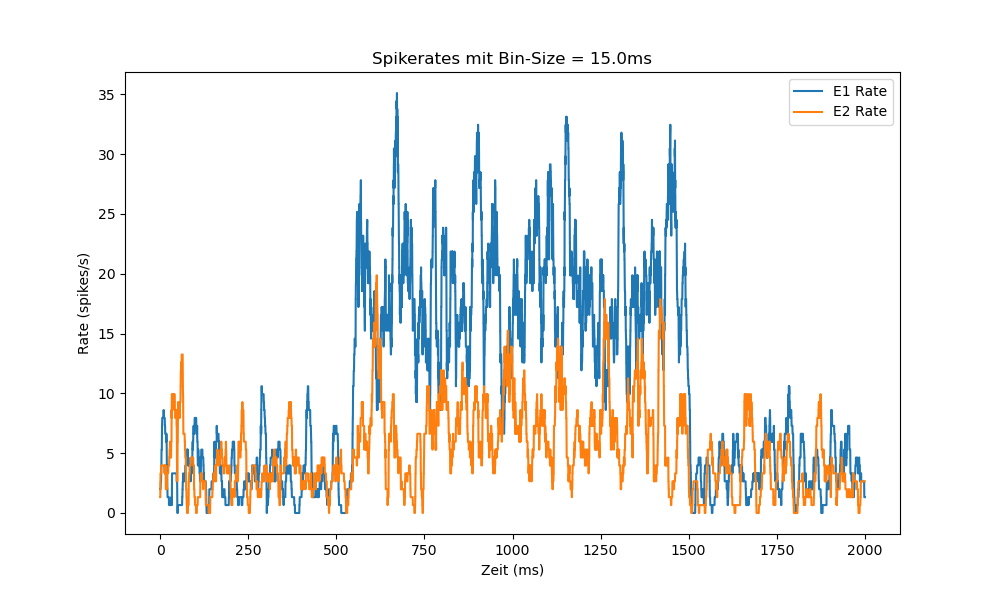 Spikerates mit Bin-Size = 15.0ms
E1 Rate
E2 Rate
Rate (spikes/s)
35
30
25
20
15
10
5
0
0 250 500 750 1000 1250 1500 1750 2000
Zeit (ms)